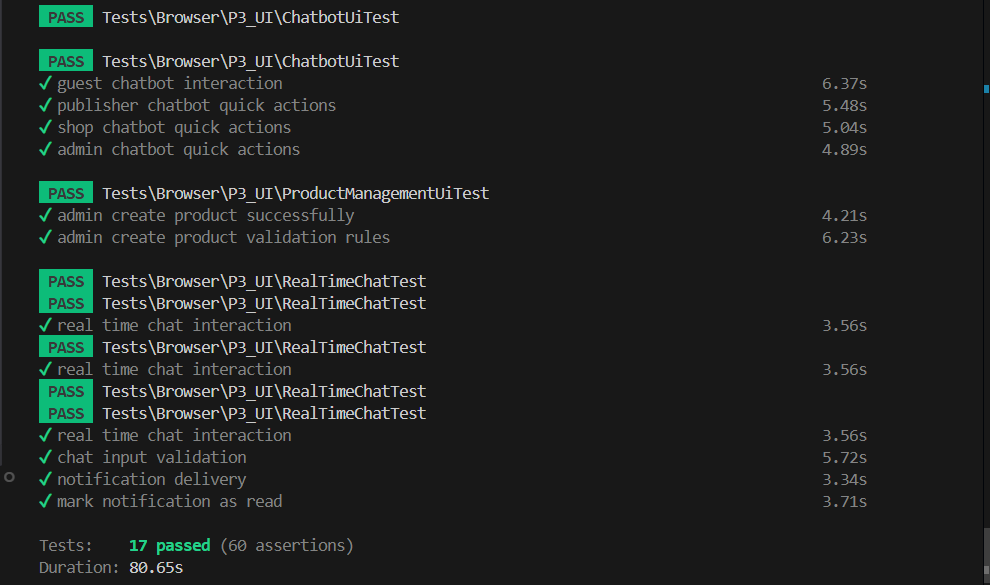 PASS Tests\Browser\P3_UI\ChatbotUiTest
PASS Tests\Browser\P3_UI\ChatbotUiTest
✓ guest chatbot interaction 6.37s
✓ publisher chatbot quick actions 5.48s
✓ shop chatbot quick actions 5.04s
✓ admin chatbot quick actions 4.89s
PASS Tests\Browser\P3_UI\ProductManagementUiTest
✓ admin create product successfully 4.21s
✓ admin create product validation rules 6.23s
PASS Tests\Browser\P3_UI\RealTimeChatTest
PASS Tests\Browser\P3_UI\RealTimeChatTest
✓ real time chat interaction 3.56s
PASS Tests\Browser\P3_UI\RealTimeChatTest
✓ real time chat interaction 3.56s
PASS Tests\Browser\P3_UI\RealTimeChatTest
PASS Tests\Browser\P3_UI\RealTimeChatTest
✓ real time chat interaction 3.56s
✓ chat input validation 5.72s
✓ notification delivery 3.34s
✓ mark notification as read 3.71s
Tests: 17 passed (60 assertions)
Duration: 80.65s